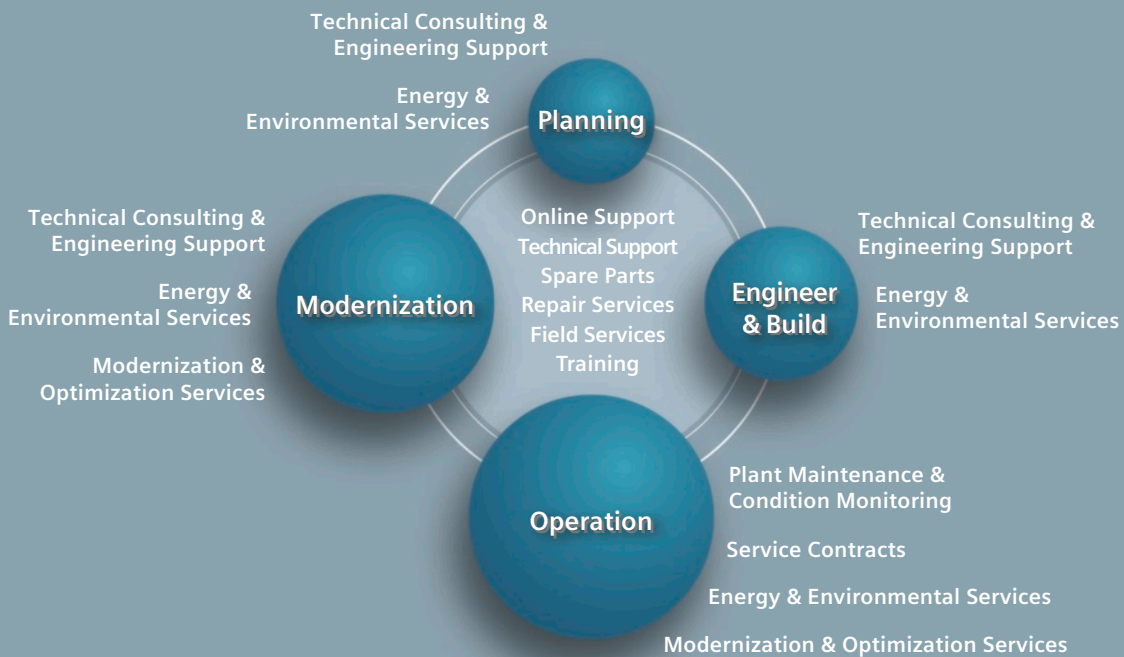 Technical Consulting &
Engineering Support
Energy &
Environmental Services
Planning
Technical Consulting &
Engineering Support
Energy &
Environmental Services
Modernization &
Optimization Services
Modernization
Online Support
Technical Support
Spare Parts
Repair Services
Field Services
Training
Engineer
& Build
Technical Consulting &
Engineering Support
Energy &
Environmental Services
Operation
Plant Maintenance &
Condition Monitoring
Service Contracts
Energy & Environmental Services
Modernization & Optimization Services